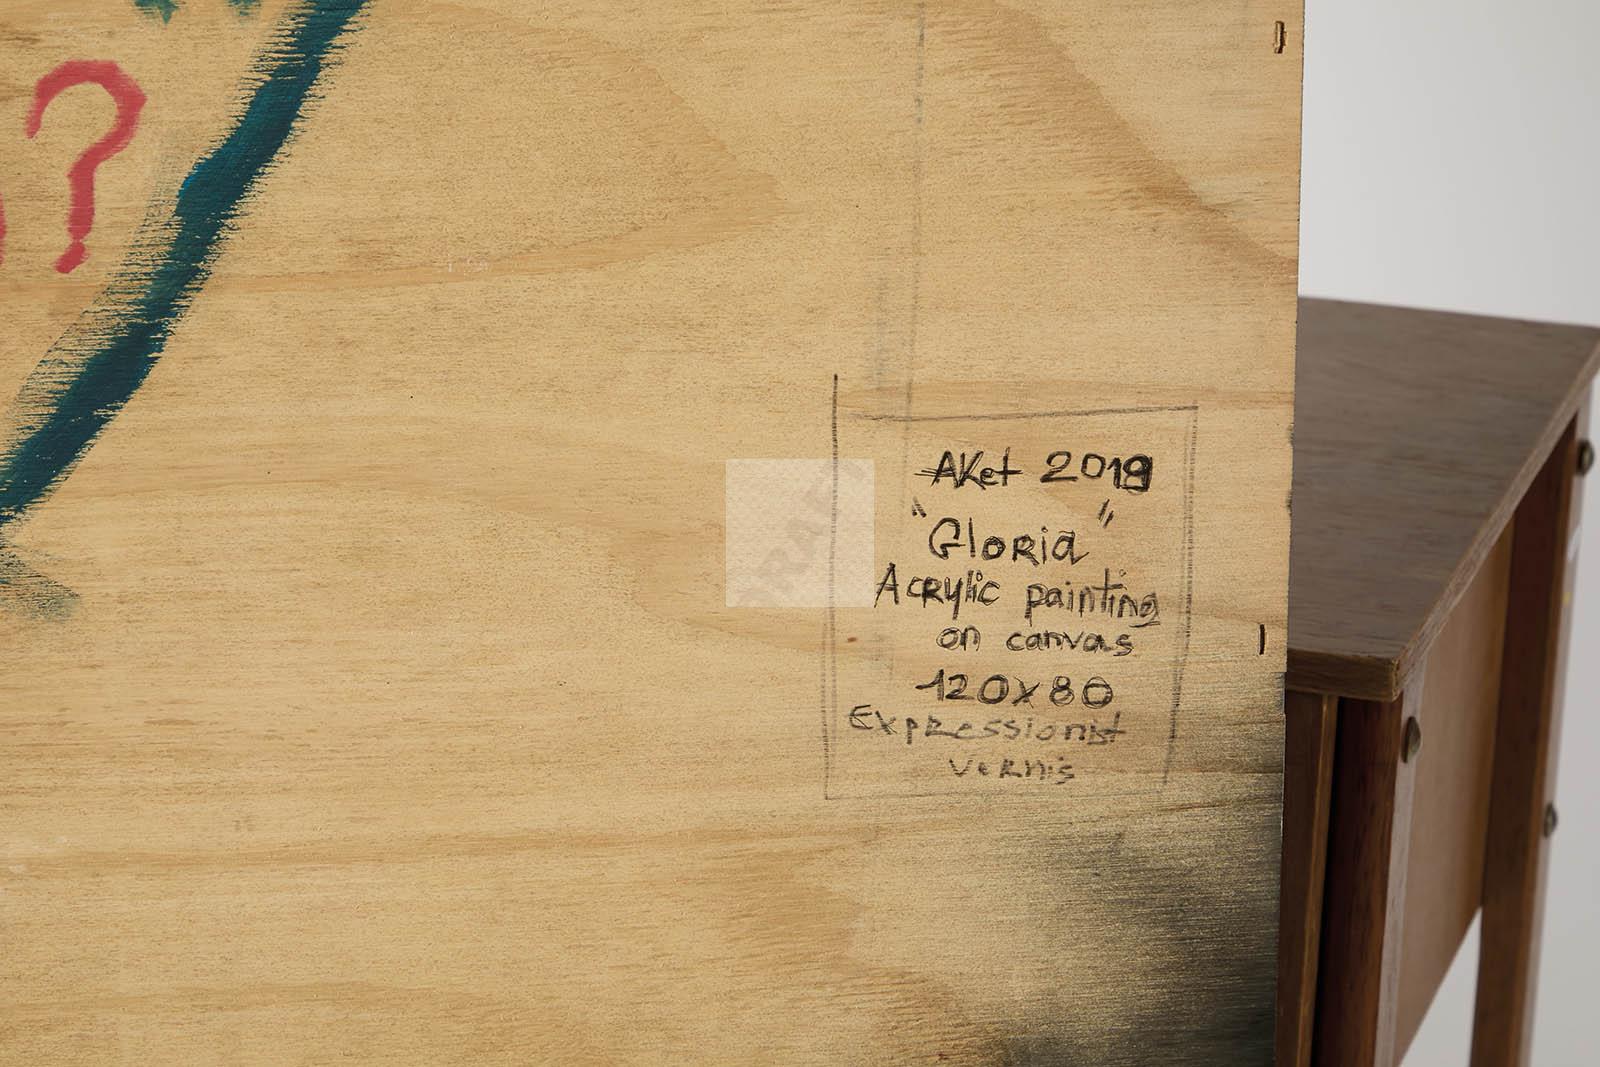 ?
AKet 2019
"Gloria"
Acrylic painting
on canvas
120x80
Expressionist
vernis